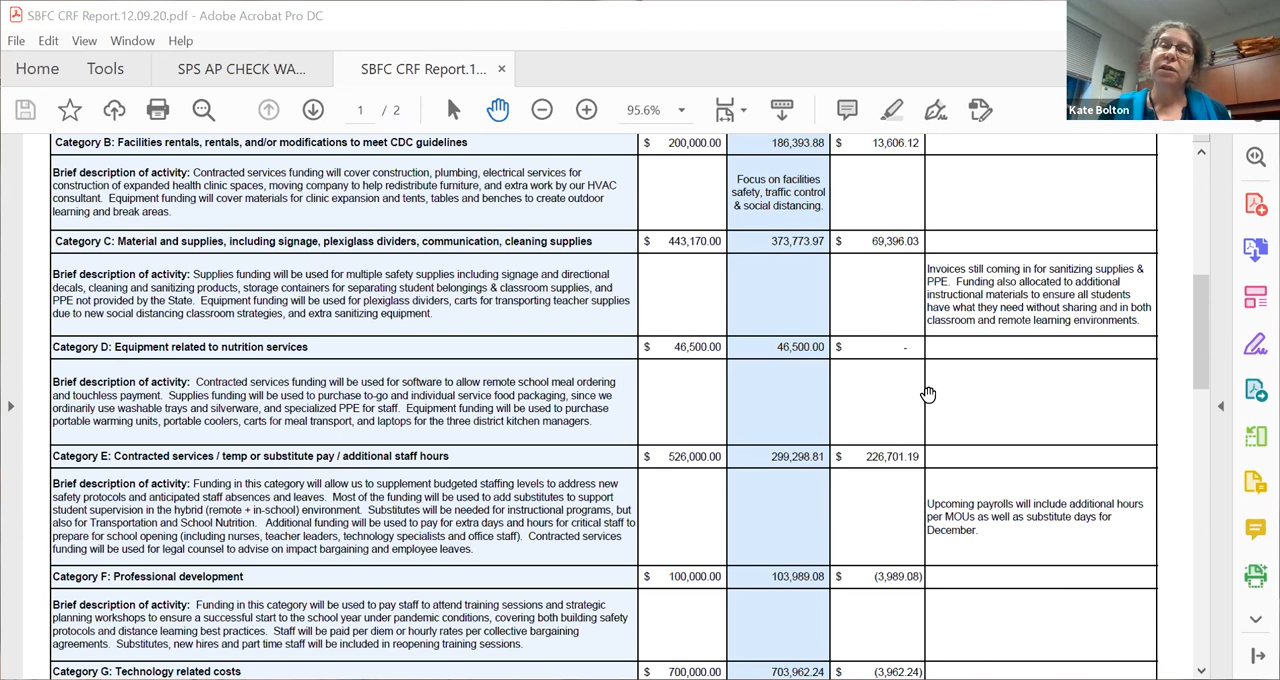 SBFC CRF Report.12.09.20.pdf - Adobe Acrobat Pro DC
File Edit View Window Help
Home Tools SPS AP CHECK WA... SBFC CRF Report.1... ×
1 / 2 95.6%
Kate Bolton
Category B: Facilities rentals, rentals, and/or modifications to meet CDC guidelines $ 200,000.00 186,393.88 $ 13,606.12
Brief description of activity: Contracted services funding will cover construction, plumbing, electrical services for
construction of expanded health clinic spaces, moving company to help redistribute furniture, and extra work by our HVAC
consultant. Equipment funding will cover materials for clinic expansion and tents, tables and benches to create outdoor
learning and break areas.
Focus on facilities
safety, traffic control
& social distancing.
Category C: Material and supplies, including signage, plexiglass dividers, communication, cleaning supplies $ 443,170.00 373,773.97 $ 69,396.03
Brief description of activity: Supplies funding will be used for multiple safety supplies including signage and directional
decals, cleaning and sanitizing products, storage containers for separating student belongings & classroom supplies, and
PPE not provided by the State. Equipment funding will be used for plexiglass dividers, carts for transporting teacher supplies
due to new social distancing classroom strategies, and extra sanitizing equipment.
Invoices still coming in for sanitizing supplies &
PPE. Funding also allocated to additional
instructional materials to ensure all students
have what they need without sharing and in both
classroom and remote learning environments.
Category D: Equipment related to nutrition services $ 46,500.00 46,500.00 $ -
Brief description of activity: Contracted services funding will be used for software to allow remote school meal ordering
and touchless payment. Supplies funding will be used to purchase to-go and individual service food packaging, since we
ordinarily use washable trays and silverware, and specialized PPE for staff. Equipment funding will be used to purchase
portable warming units, portable coolers, carts for meal transport, and laptops for the three district kitchen managers.
Category E: Contracted services / temp or substitute pay / additional staff hours $ 526,000.00 299,298.81 $ 226,701.19
Brief description of activity: Funding in this category will allow us to supplement budgeted staffing levels to address new
safety protocols and anticipated staff absences and leaves. Most of the funding will be used to add substitutes to support
student supervision in the hybrid (remote + in-school) environment. Substitutes will be needed for instructional programs, but
also for Transportation and School Nutrition. Additional funding will be used to pay for extra days and hours for critical staff to
prepare for school opening (including nurses, teacher leaders, technology specialists and office staff). Contracted services
funding will be used for legal counsel to advise on impact bargaining and employee leaves.
Upcoming payrolls will include additional hours
per MOUs as well as substitute days for
December.
Category F: Professional development $ 100,000.00 103,989.08 $ (3,989.08)
Brief description of activity: Funding in this category will be used to pay staff to attend training sessions and strategic
planning workshops to ensure a successful start to the school year under pandemic conditions, covering both building safety
protocols and distance learning best practices. Staff will be paid per diem or hourly rates per collective bargaining
agreements. Substitutes, new hires and part time staff will be included in reopening training sessions.
Category G: Technology related costs $ 700,000.00 703,962.24 $ (3,962.24)